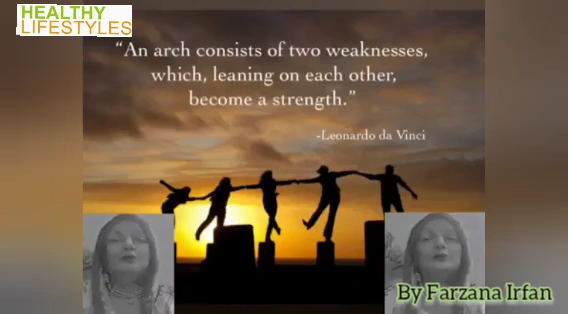 HEALTHY
LIFESTYLES
“An arch consists of two weaknesses,
which, leaning on each other,
become a strength.”
-Leonardo da Vinci
By Farzana Irfan